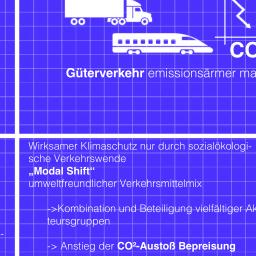 CO
Güterverkehr emissionsärmer ma
Wirksamer Klimaschutz nur durch sozialökologi-
sche Verkehrswende
„Modal Shift“
umweltfreundlicher Verkehrsmittelmix
->Kombination und Beteiligung vielfältiger Ak
teursgruppen
-> Anstieg der CO²-Austoß Bepreisung
-